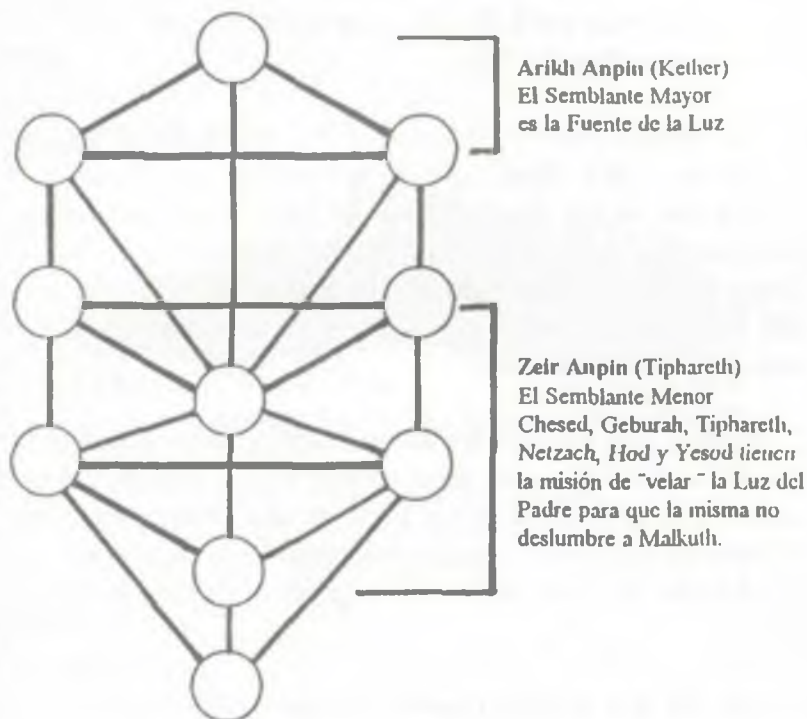 Arikh Anpin (Kether)
El Semblante Mayor
es la Fuente de la Luz
Zeir Anpin (Tiphareth)
El Semblante Menor
Chesed, Geburah, Tiphareth,
Netzach, Hod y Yesod tienen
la misión de "velar" la Luz del
Padre para que la misma no
deslumbre a Malkuth.